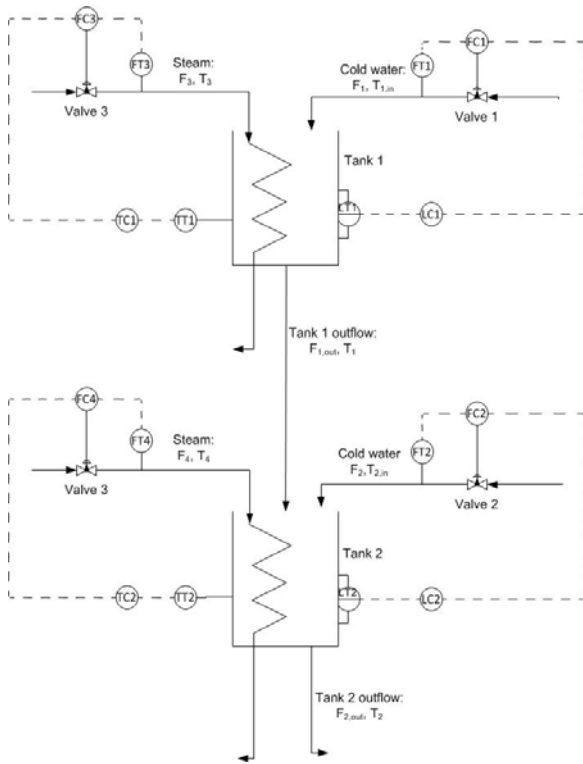 FC3
FC1
FT3
Steam:
F3, T3
Cold water:
F1, T1,in
FT1
Valve 3
Valve 1
Tank 1
TC1
TT1
LT1
LC1
Tank 1 outflow:
F1,out, T1
FC4
FC2
FT4
Steam:
F4, T4
Cold water
F2,T2,in
FT2
Valve 3
Valve 2
Tank 2
TC2
TT2
LT2
LC2
Tank 2 outflow:
F2,out, T2